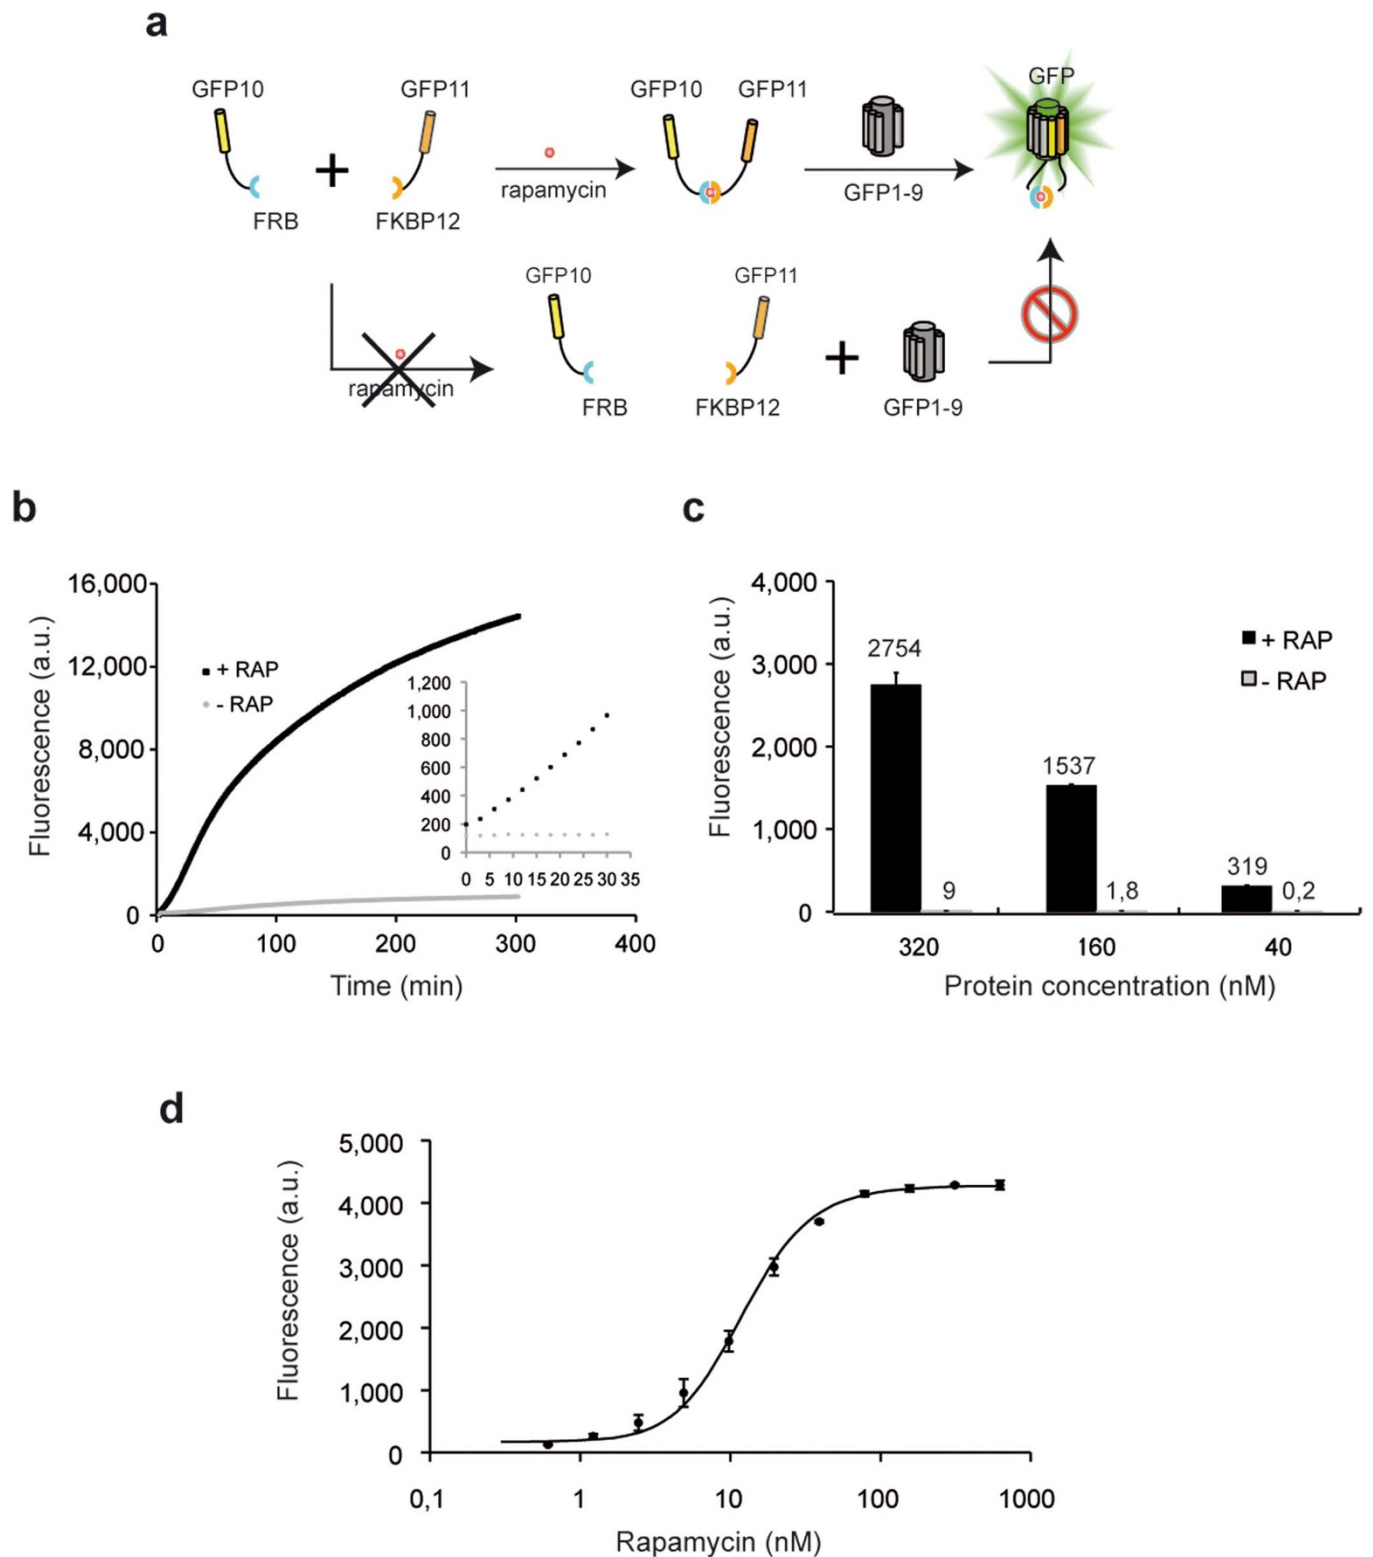 a
GFP10 GFP11 GFP10 GFP11 GFP
rapamycin GFP1-9
FRB FKBP12
GFP10 GFP11
rapamycin
FRB FKBP12 GFP1-9
b
Fluorescence (a.u.)
16,000
12,000
8,000
4,000
0
+ RAP
- RAP
1,200
1,000
800
600
400
200
0
0 5 10 15 20 25 30 35
0 100 200 300 400
Time (min)
c
Fluorescence (a.u.)
4,000
3,000
2,000
1,000
0
+ RAP
- RAP
2754
9
1537
1,8
319
0,2
320 160 40
Protein concentration (nM)
d
Fluorescence (a.u.)
5,000
4,000
3,000
2,000
1,000
0
0,1 1 10 100 1000
Rapamycin (nM)